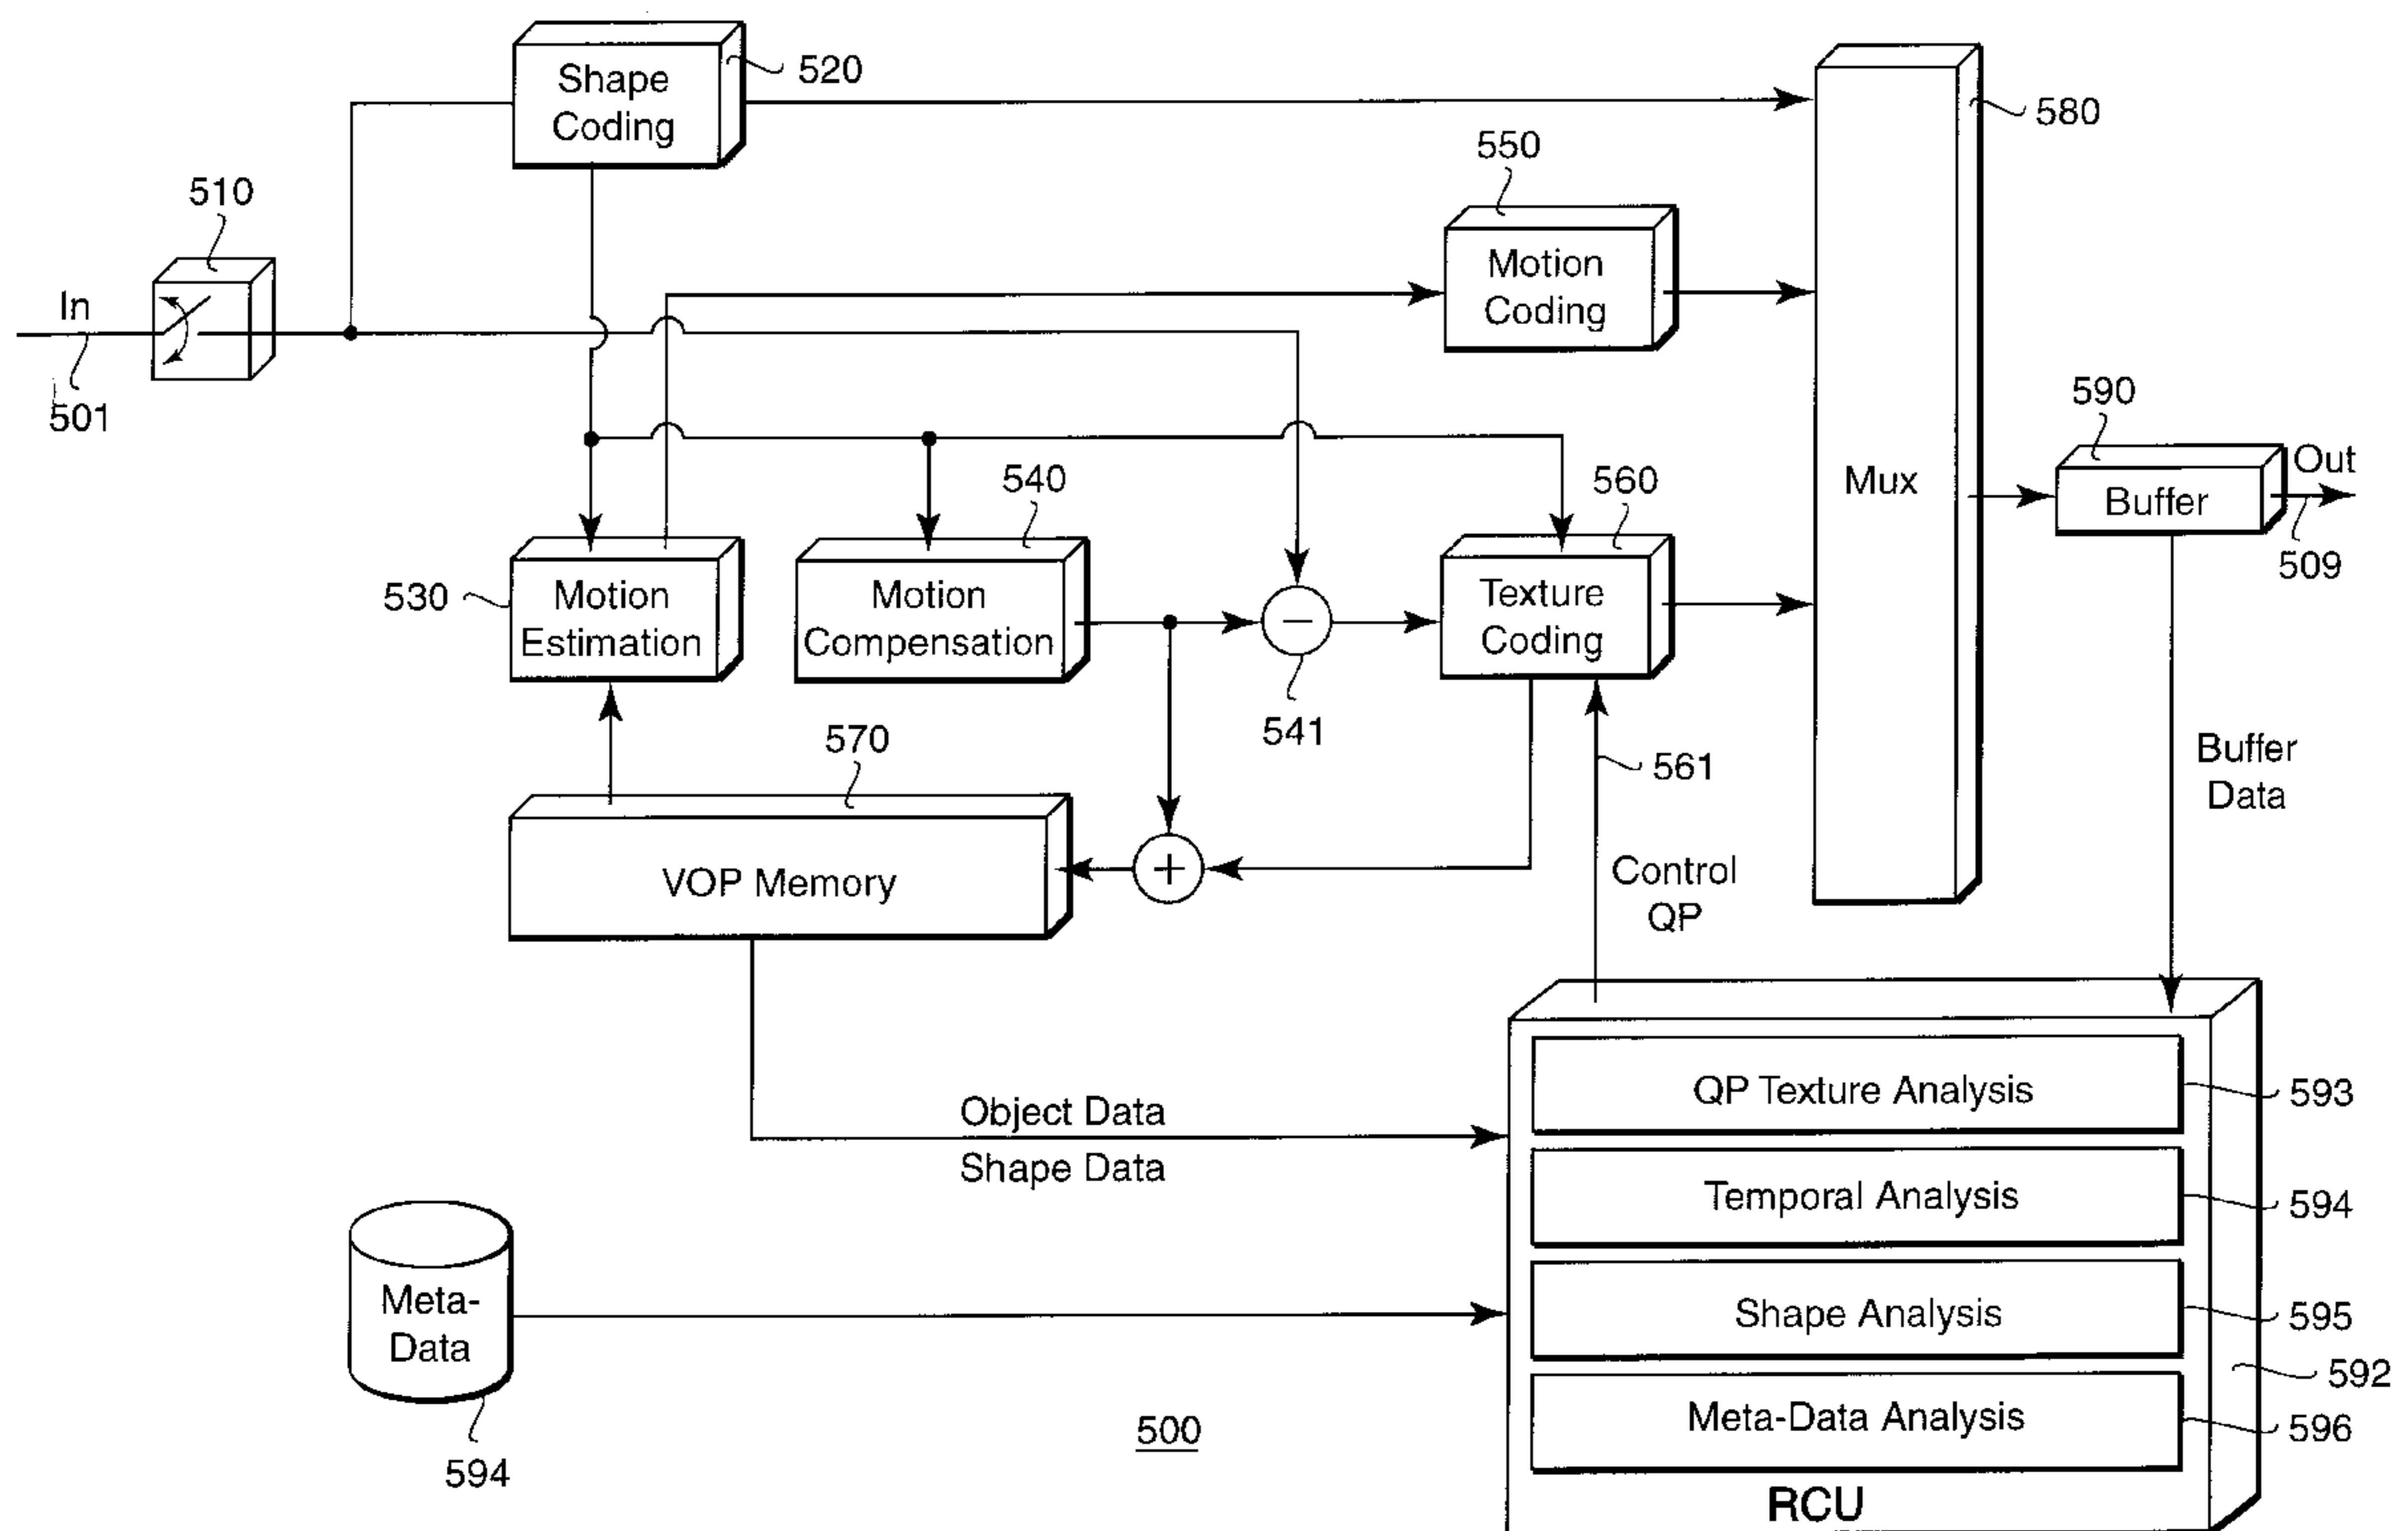 Shape
Coding
520
580
550
510
Motion
Coding
In
501
590
Out
540
560
Mux
Buffer
509
530
Motion
Estimation
Motion
Compensation
−
Texture
Coding
541
570
561
Buffer
Data
VOP Memory
+
Control
QP
QP Texture Analysis
593
Object Data
Shape Data
Temporal Analysis
594
Meta-
Data
Shape Analysis
595
592
Meta-Data Analysis
596
500
594
RCU